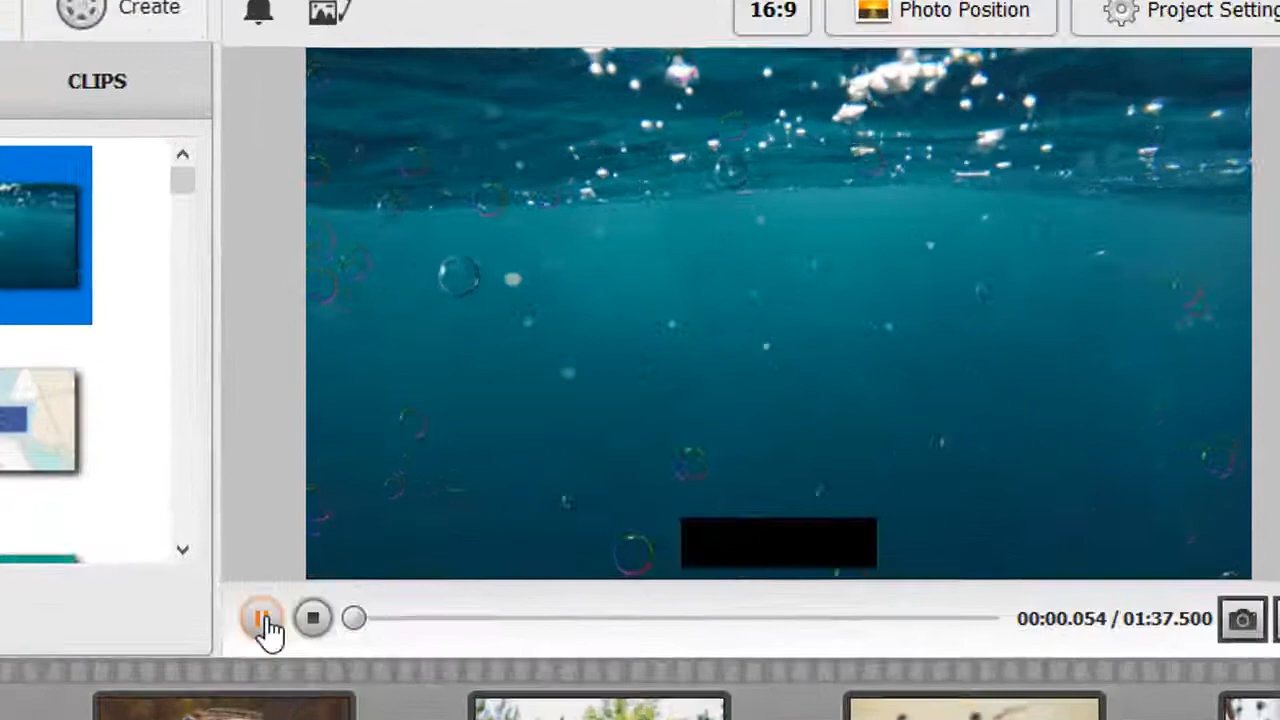 Create
16:9
Photo Position
Project Setting
CLIPS
00:00.054 / 01:37.500